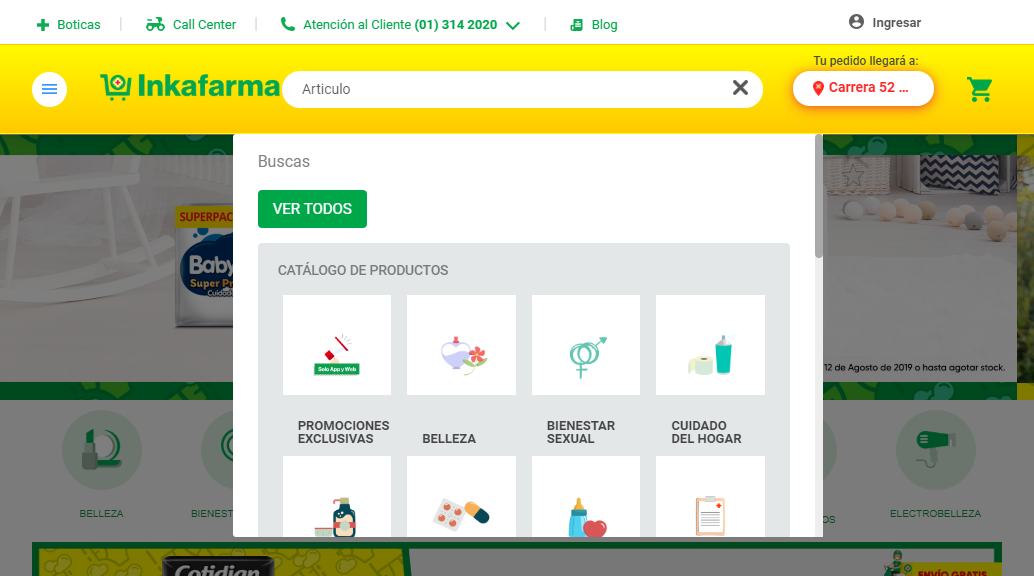 Boticas
Call Center
Atención al Cliente (01) 314 2020
Blog
Ingresar
Inkafarma
Articulo
Tu pedido llegará a:
Carrera 52 ...
Buscas
VER TODOS
SUPERPAC
Baby
Super Pr
Cuidado
CATÁLOGO DE PRODUCTOS
Solo App y Web
12 de Agosto de 2019 o hasta agotar stock.
PROMOCIONES
EXCLUSIVAS
BELLEZA
BIENESTAR
SEXUAL
CUIDADO
DEL HOGAR
BELLEZA
BIENEST
OS
ELECTROBELLEZA
Cotidian
ENVÍO GRATIS